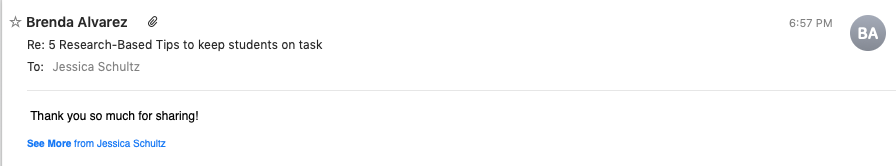 Brenda Alvarez
6:57 PM
BA
Re: 5 Research-Based Tips to keep students on task
To: Jessica Schultz
Thank you so much for sharing!
See More from Jessica Schultz